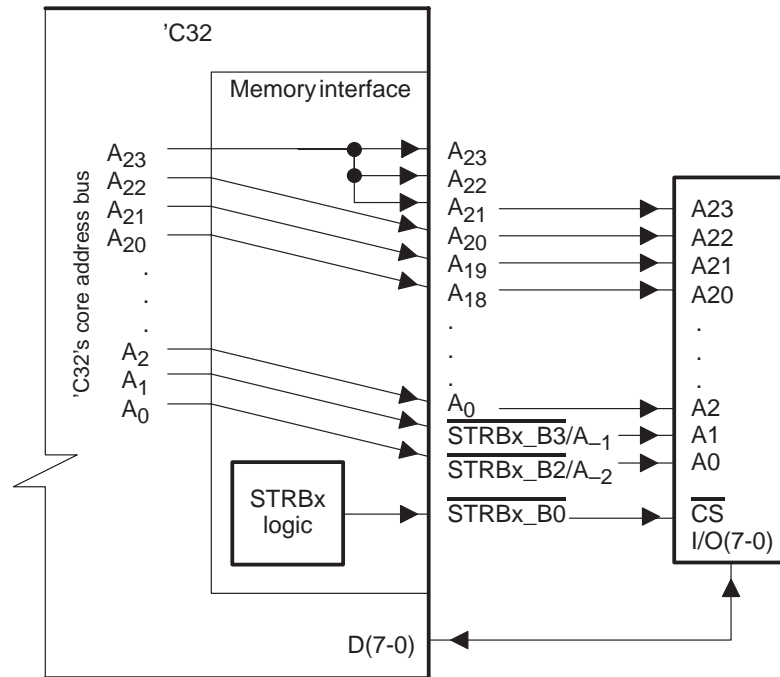 'C32
Memory interface
'C32's core address bus
A23
A22
A21
A20
.
.
.
A2
A1
A0
STRBx
logic
D(7-0)
A23
A22
A21
A20
A19
A18
.
.
.
A0
STRBx_B3/A–1
STRBx_B2/A–2
STRBx_B0
A23
A22
A21
A20
.
.
.
A2
A1
A0
CS
I/O(7-0)